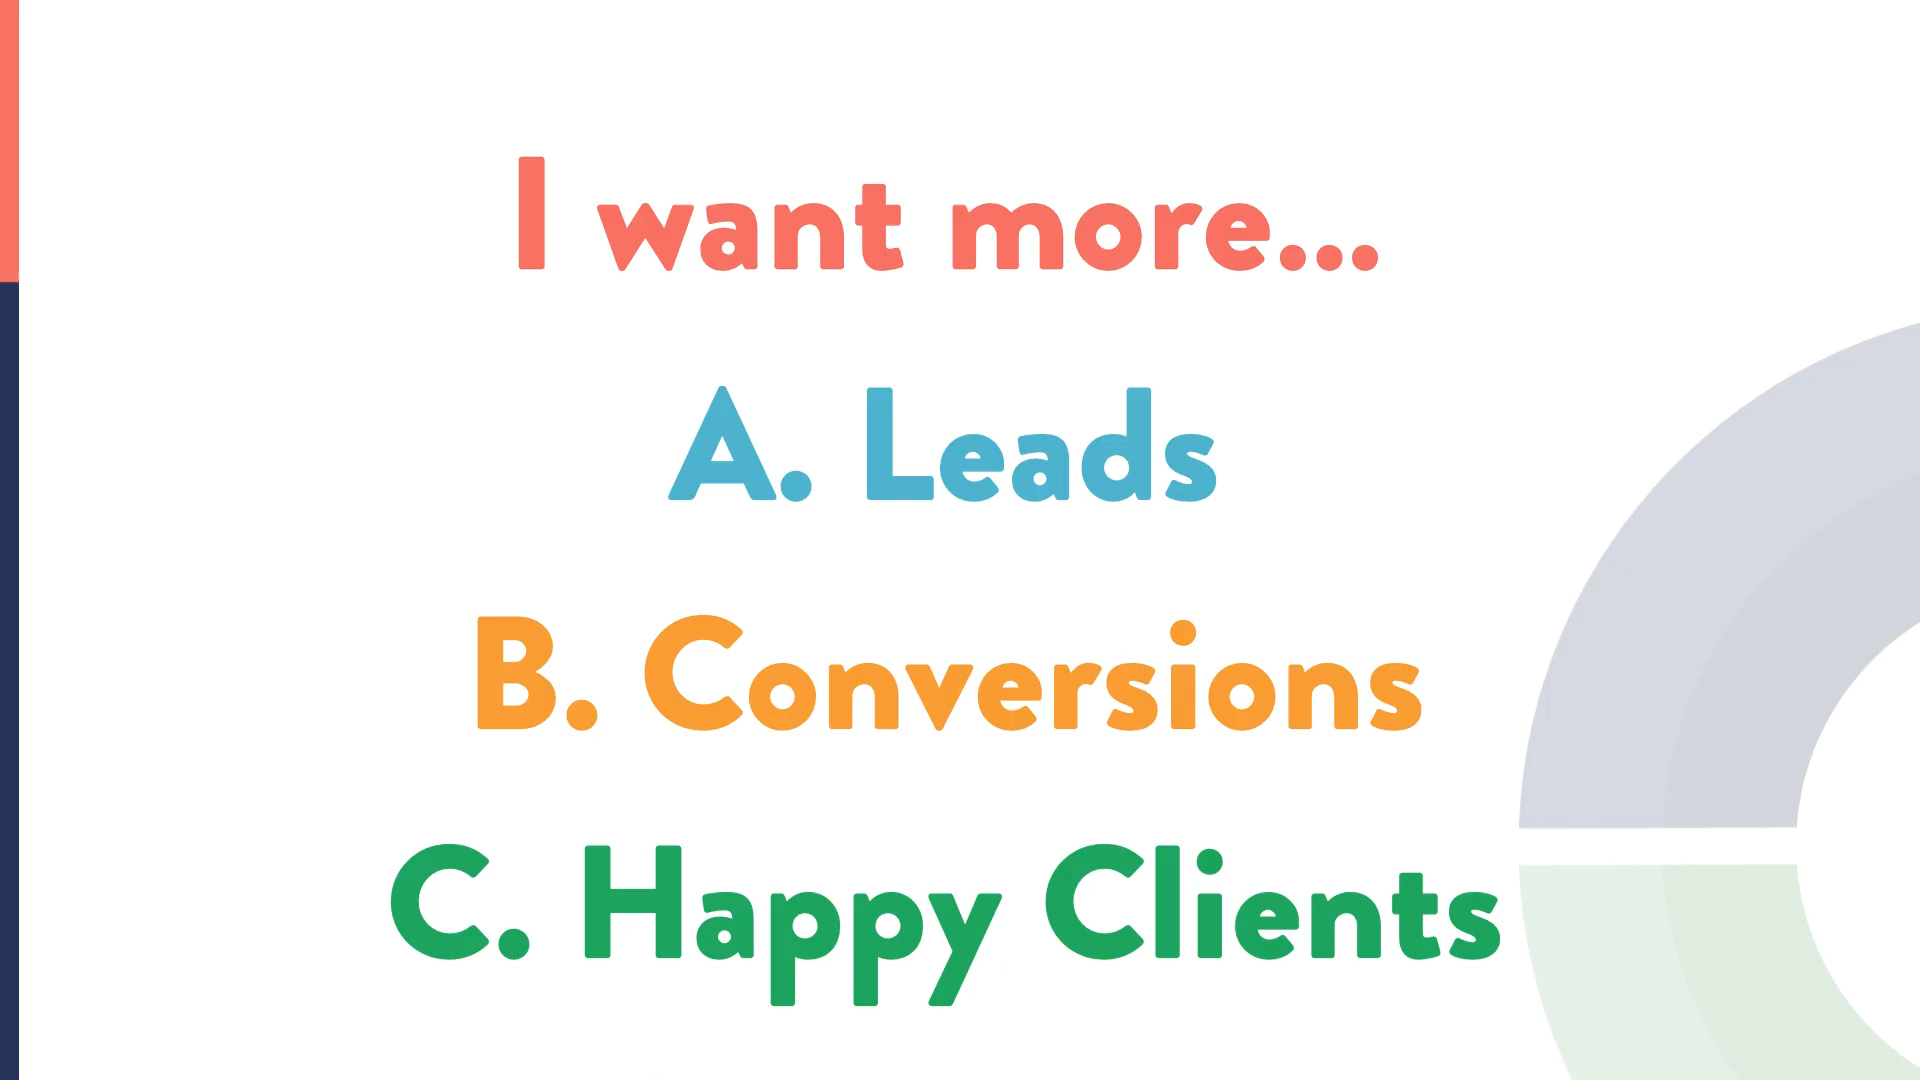 I want more...
A. Leads
B. Conversions
C. Happy Clients